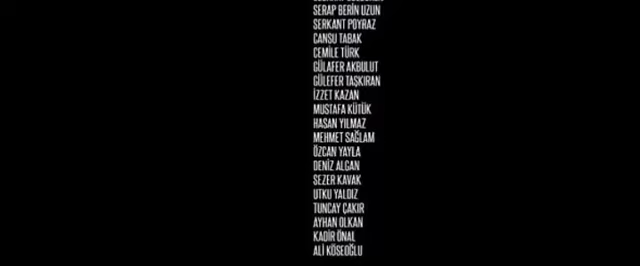 SERAP BERİN UZUN
SERKANT POYRAZ
CANSU TABAK
CEMİLE TÜRK
GÜLAFER AKBULUT
GÜLEFER TAŞKIRAN
İZZET KAZAN
MUSTAFA KÜTÜK
HASAN YILMAZ
MEHMET SAĞLAM
ÖZCAN YAYLA
DENİZ ALGAN
SEZER KAVAK
UTKU YALDIZ
TUNCAY ÇAKIR
AYHAN OLKAN
KADİR ÖNAL
ALİ KÖSEOĞLU